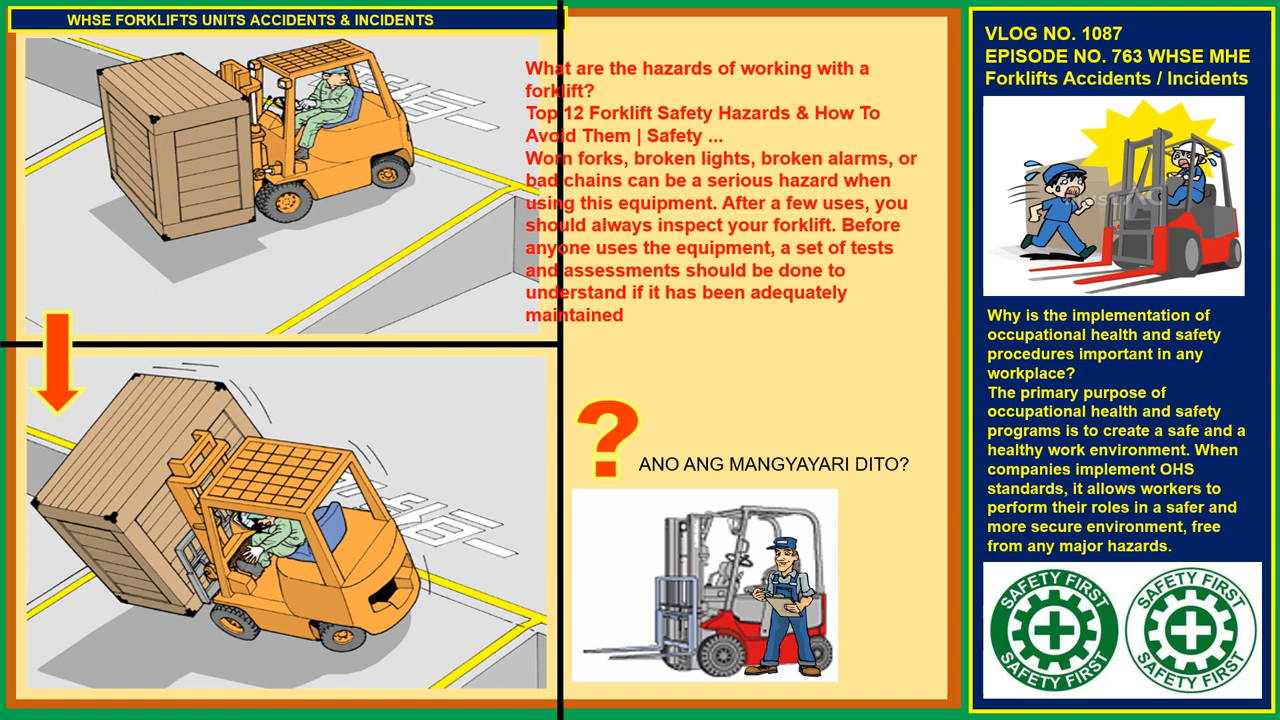 WHSE FORKLIFTS UNITS ACCIDENTS & INCIDENTS
What are the hazards of working with a
forklift?
Top 12 Forklift Safety Hazards & How To
Avoid Them | Safety ...
Worn forks, broken lights, broken alarms, or
bad chains can be a serious hazard when
using this equipment. After a few uses, you
should always inspect your forklift. Before
anyone uses the equipment, a set of tests
and assessments should be done to
understand if it has been adequately
maintained
?
ANO ANG MANGYAYARI DITO?
VLOG NO. 1087
EPISODE NO. 763 WHSE MHE
Forklifts Accidents / Incidents
Why is the implementation of
occupational health and safety
procedures important in any
workplace?
The primary purpose of
occupational health and safety
programs is to create a safe and a
healthy work environment. When
companies implement OHS
standards, it allows workers to
perform their roles in a safer and
more secure environment, free
from any major hazards.
SAFETY FIRST
SAFETY FIRST
SAFETY FIRST
SAFETY FIRST